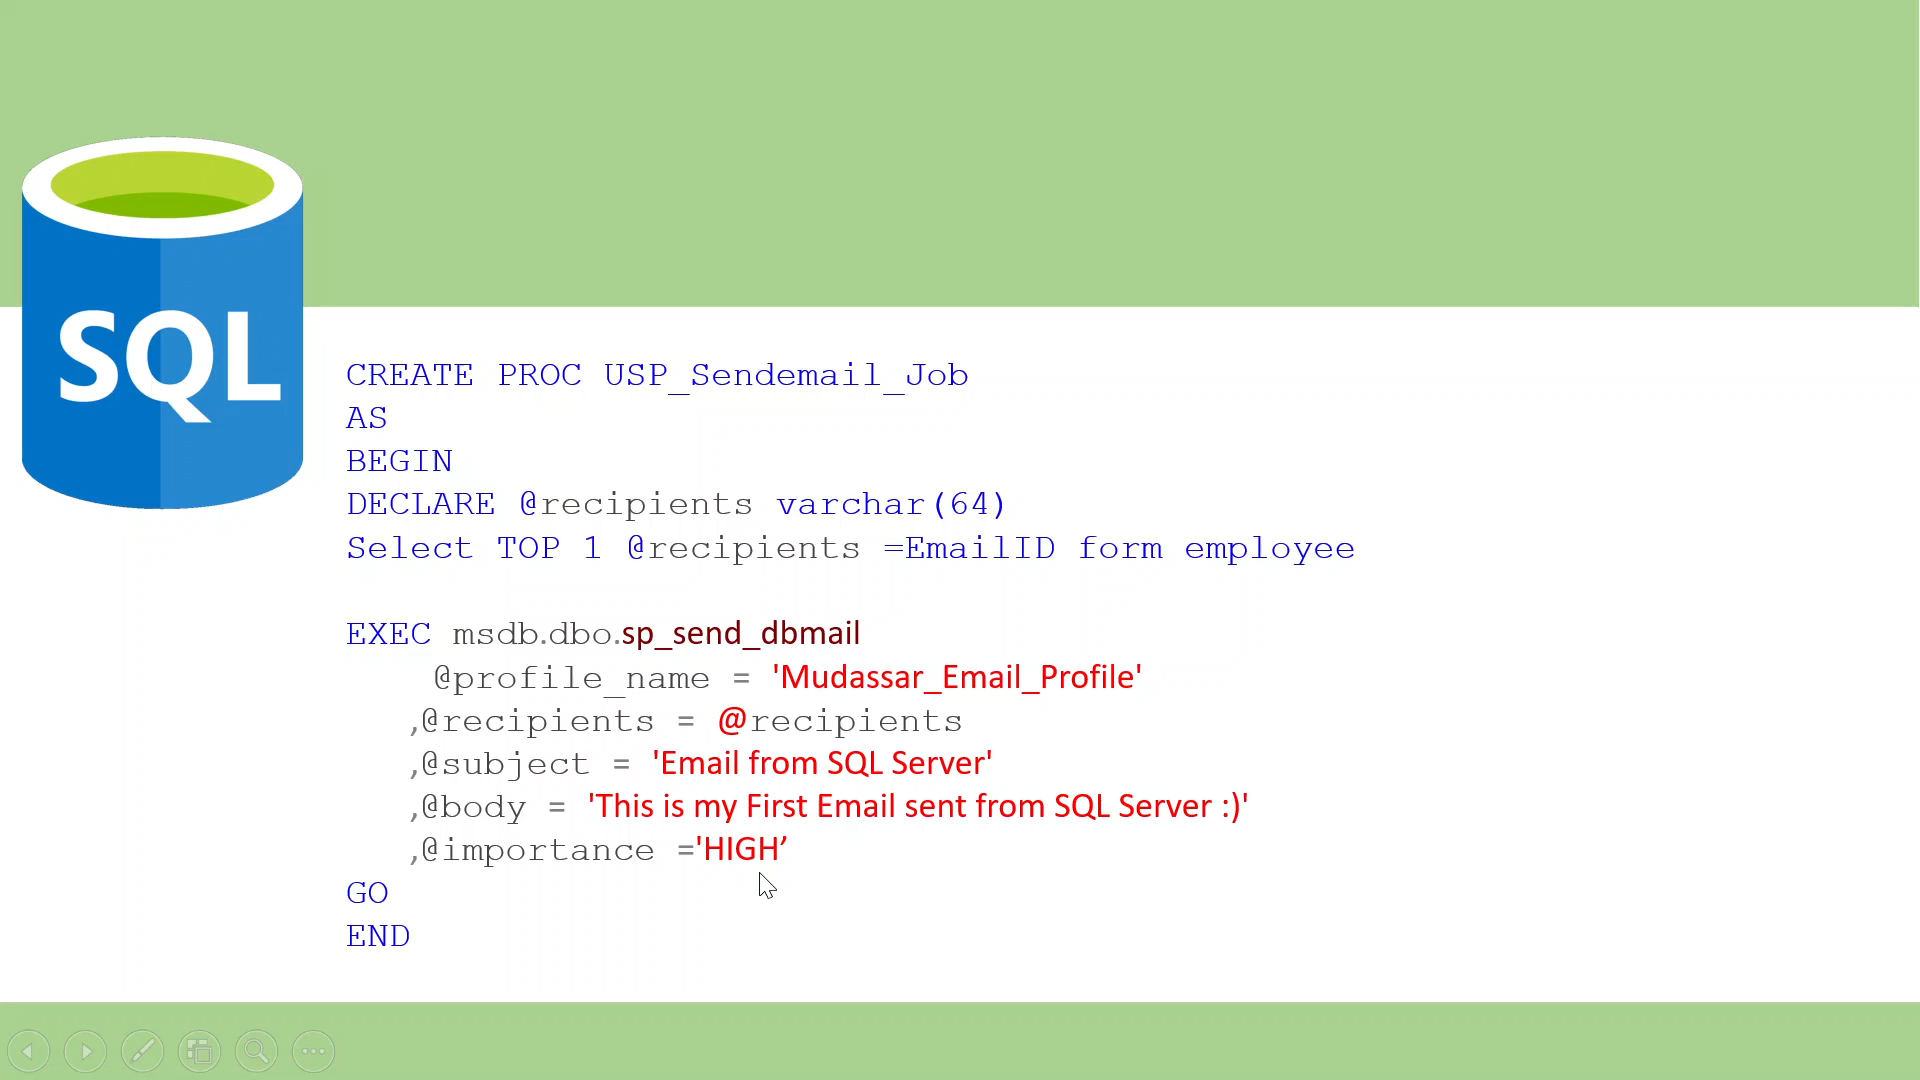 SQL
CREATE PROC USP_Sendemail_Job
AS
BEGIN
DECLARE @recipients varchar(64)
Select TOP 1 @recipients =EmailID form employee
EXEC msdb.dbo.sp_send_dbmail
@profile_name = 'Mudassar_Email_Profile'
,@recipients = @recipients
,@subject = 'Email from SQL Server'
,@body = 'This is my First Email sent from SQL Server :)'
,@importance ='HIGH’
GO
END